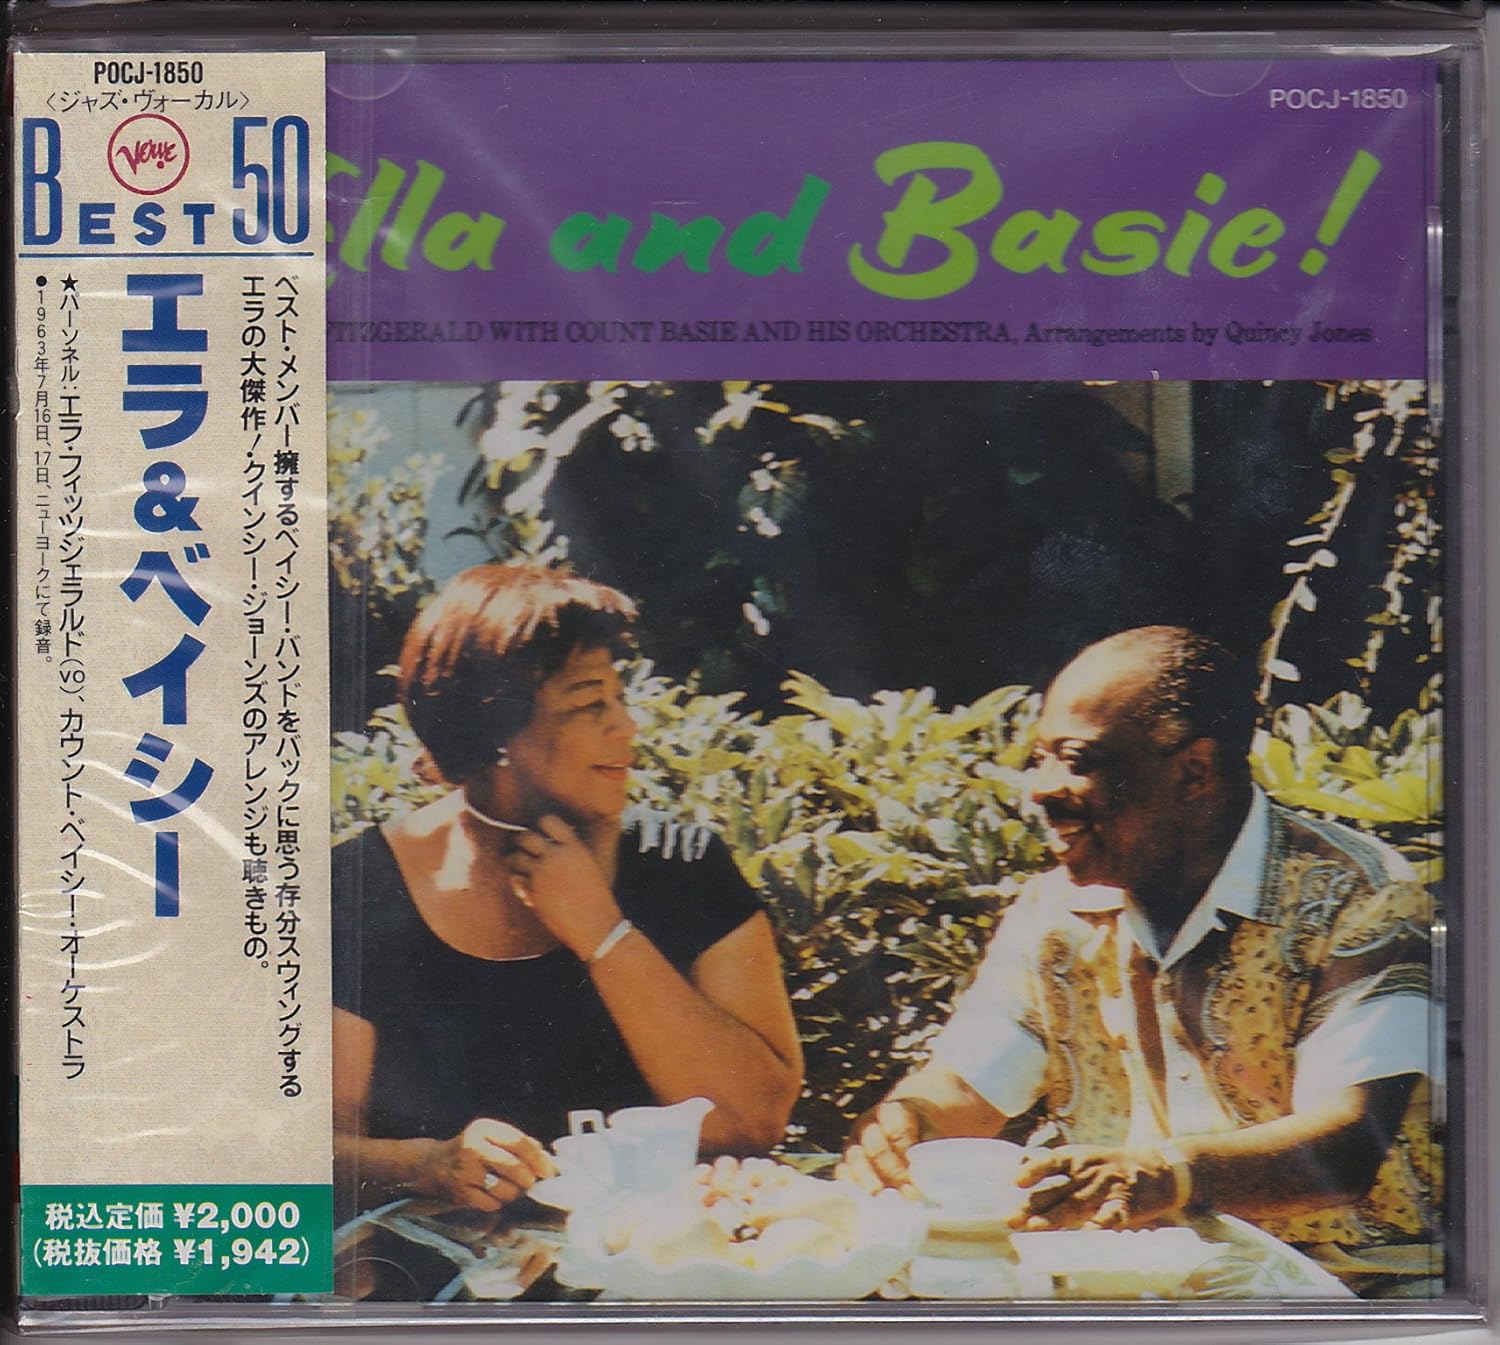 POCJ-1850
〈ジャズ・ヴォーカル〉
BEST 50
Verve
ベスト・メンバー擁するベイシー・バンドをバックに思う存分スウィングする
エラの大傑作!クインシー・ジョーンズのアレンジも聴きもの。
エラ&ベイシー
★パーソネル:エラ・フィッツジェラルド(vo)、カウント・ベイシー・オーケストラ
●1963年7月16日、17日、ニューヨークにて録音。
税込定価 ¥2,000
(税抜価格 ¥1,942)
POCJ-1850
Ella and Basie!
FITZGERALD WITH COUNT BASIE AND HIS ORCHESTRA, Arrangements by Quincy Jones